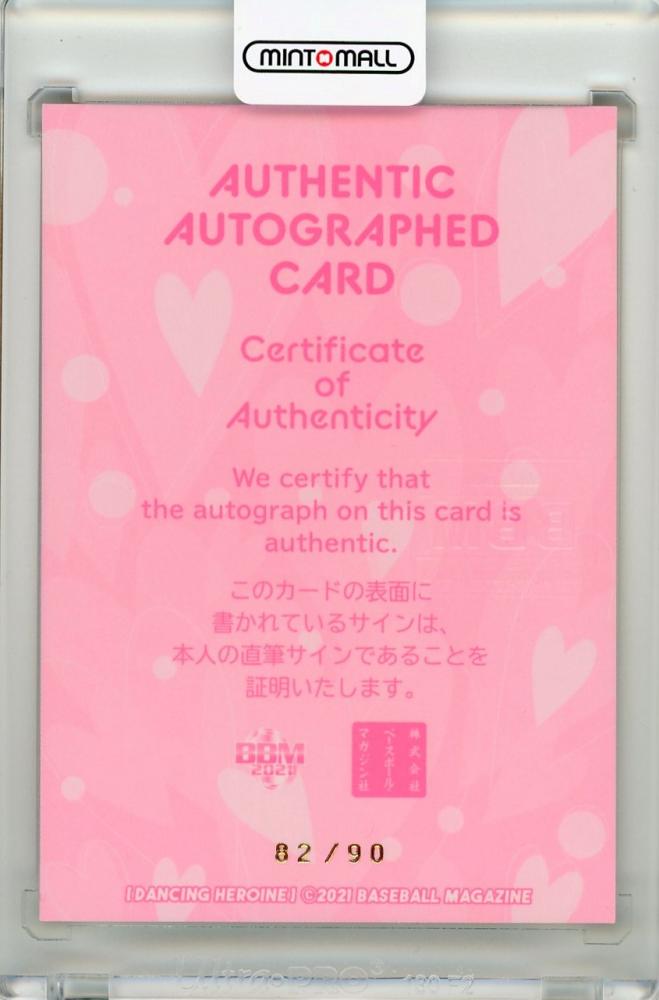 MINTOMALL
AUTHENTIC
AUTOGRAPHED
CARD
Certificate
of
Authenticity
We certify that
the autograph on this card is
authentic.
このカードの表面に
書かれているサインは、
本人の直筆サインであることを
証明いたします。
BBM
2021
株式会社
ベースボール
マガジン社
82/90
[DANCING HEROINE] ©2021 BASEBALL MAGAZINE
UltraPRO